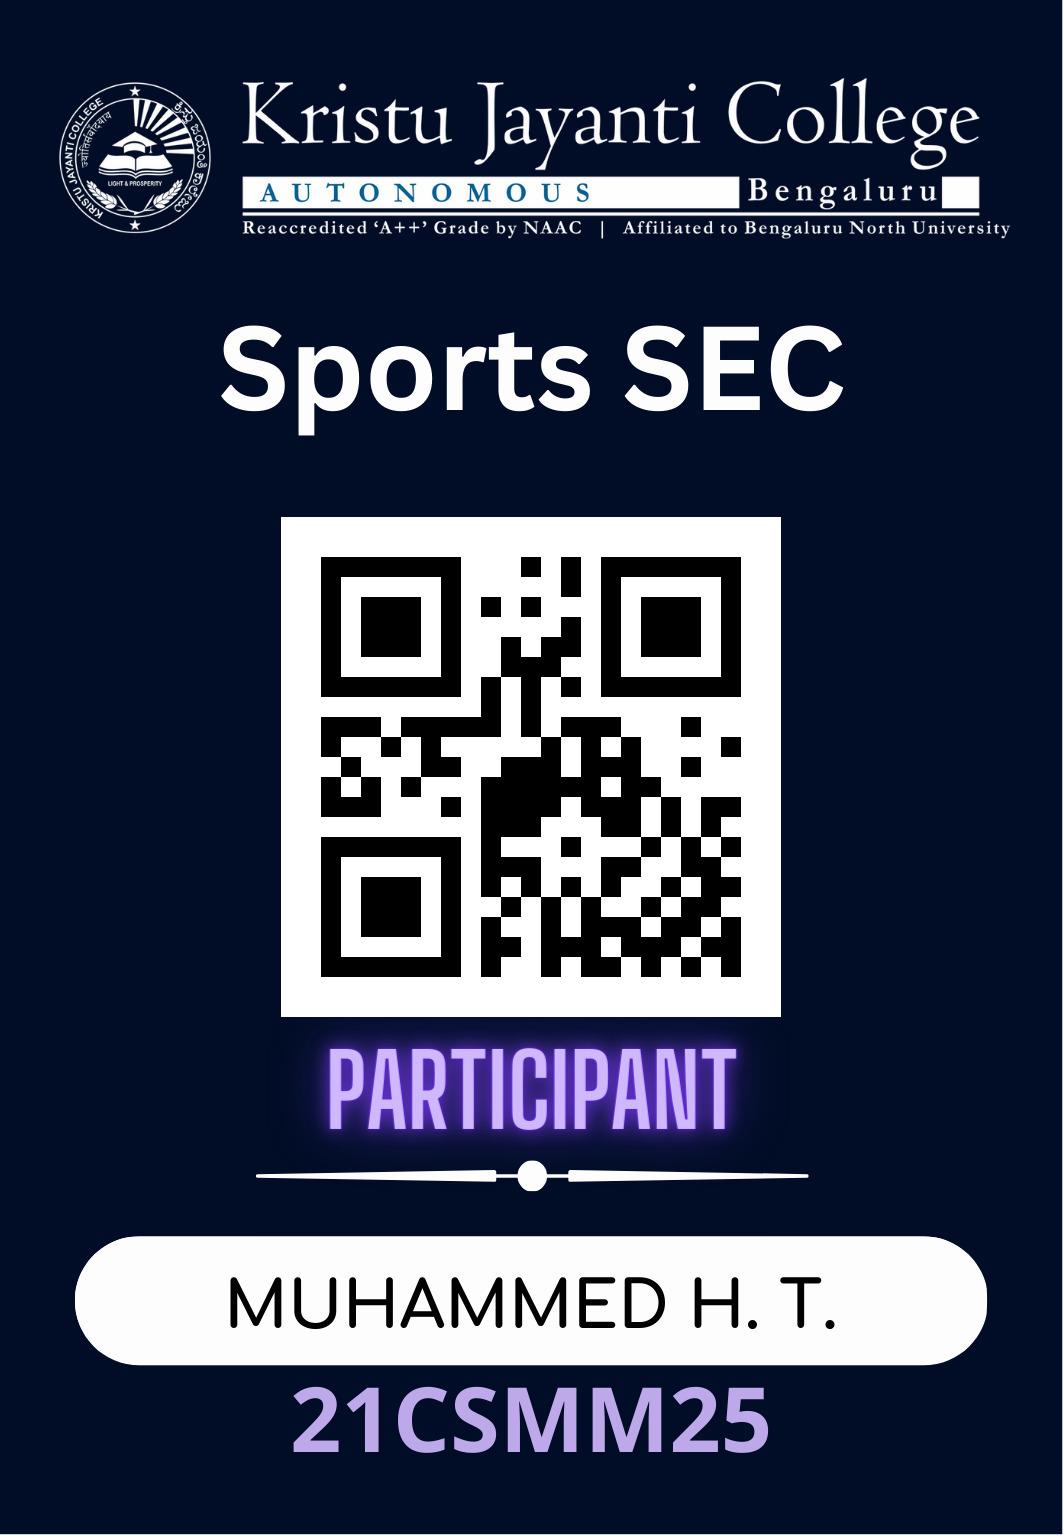 Kristu Jayanti College
AUTONOMOUS Bengaluru
Reaccredited ‘A++’ Grade by NAAC | Affiliated to Bengaluru North University
KRISTU JAYANTI COLLEGE
ಕ್ರಿಸ್ತು ಜಯಂತಿ ಕಾಲೇಜು
LIGHT & PROSPERITY
Sports SEC
PARTICIPANT
MUHAMMED H. T.
21CSMM25